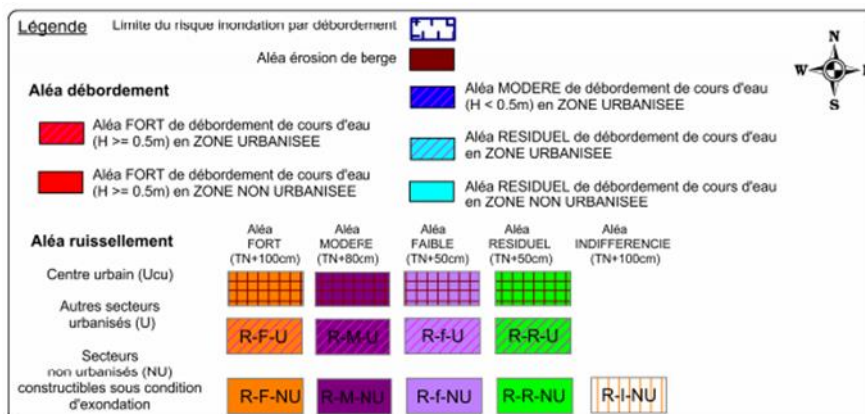 Légende
Limite du risque inondation par débordement
Aléa érosion de berge
N
W
S
Aléa débordement
Aléa FORT de débordement de cours d'eau
(H >= 0.5m) en ZONE URBANISEE
Aléa FORT de débordement de cours d'eau
(H >= 0.5m) en ZONE NON URBANISEE
Aléa MODERE de débordement de cours d'eau
(H < 0.5m) en ZONE URBANISEE
Aléa RESIDUEL de débordement de cours d'eau
en ZONE URBANISEE
Aléa RESIDUEL de débordement de cours d'eau
en ZONE NON URBANISEE
Aléa ruissellement
Aléa
FORT
(TN+100cm)
Aléa
MODERE
(TN+80cm)
Aléa
FAIBLE
(TN+50cm)
Aléa
RESIDUEL
(TN+50cm)
Aléa
INDIFFERENCIE
(TN+100cm)
Centre urbain (Ucu)
Autres secteurs
urbanisés (U)
R-F-U
R-M-U
R-f-U
R-R-U
Secteurs
non urbanisés (NU)
constructibles sous condition
d'exondation
R-F-NU
R-M-NU
R-f-NU
R-R-NU
R-I-NU